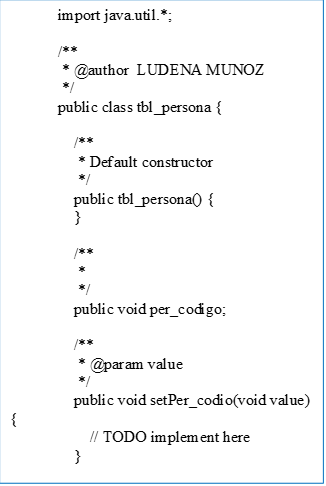 import java.util.*;
/**
* @author LUDENA MUNOZ
*/
public class tbl_persona {
/**
* Default constructor
*/
public tbl_persona() {
}
/**
*
*/
public void per_codigo;
/**
* @param value
*/
public void setPer_codio(void value)
{
// TODO implement here
}